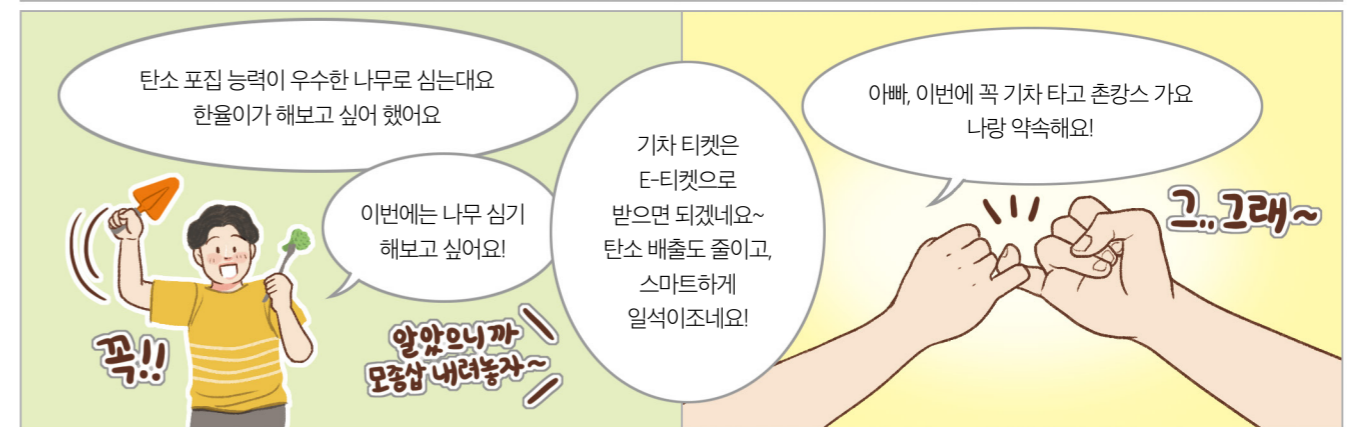 탄소 포집 능력이 우수한 나무로 심는대요
한율이가 해보고 싶어 했어요
이번에는 나무 심기
해보고 싶어요!
꼭!!
알았으니까
모종삽 내려놓자~
기차 티켓은
E-티켓으로
받으면 되겠네요~
탄소 배출도 줄이고,
스마트하게
일석이조네요!
아빠, 이번에 꼭 기차 타고 촌캉스 가요
나랑 약속해요!
그...그래~